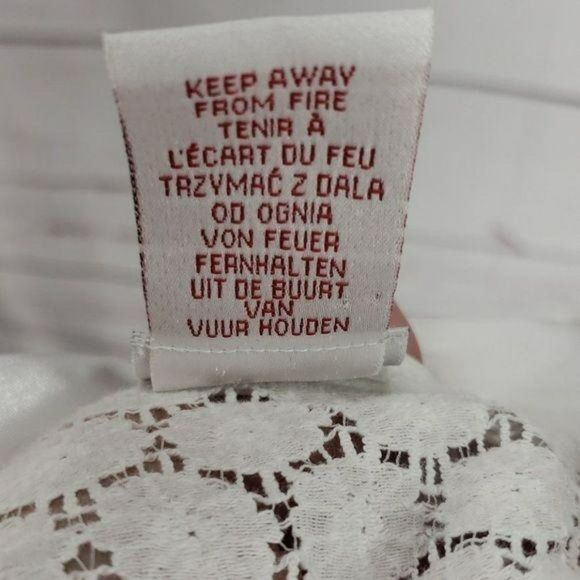 KEEP AWAY
FROM FIRE
TENIR À
L'ÉCART DU FEU
TRZYMAĆ Z DALA
OD OGNIA
VON FEUER
FERNHALTEN
UIT DE BUURT
VAN
VUUR HOUDEN